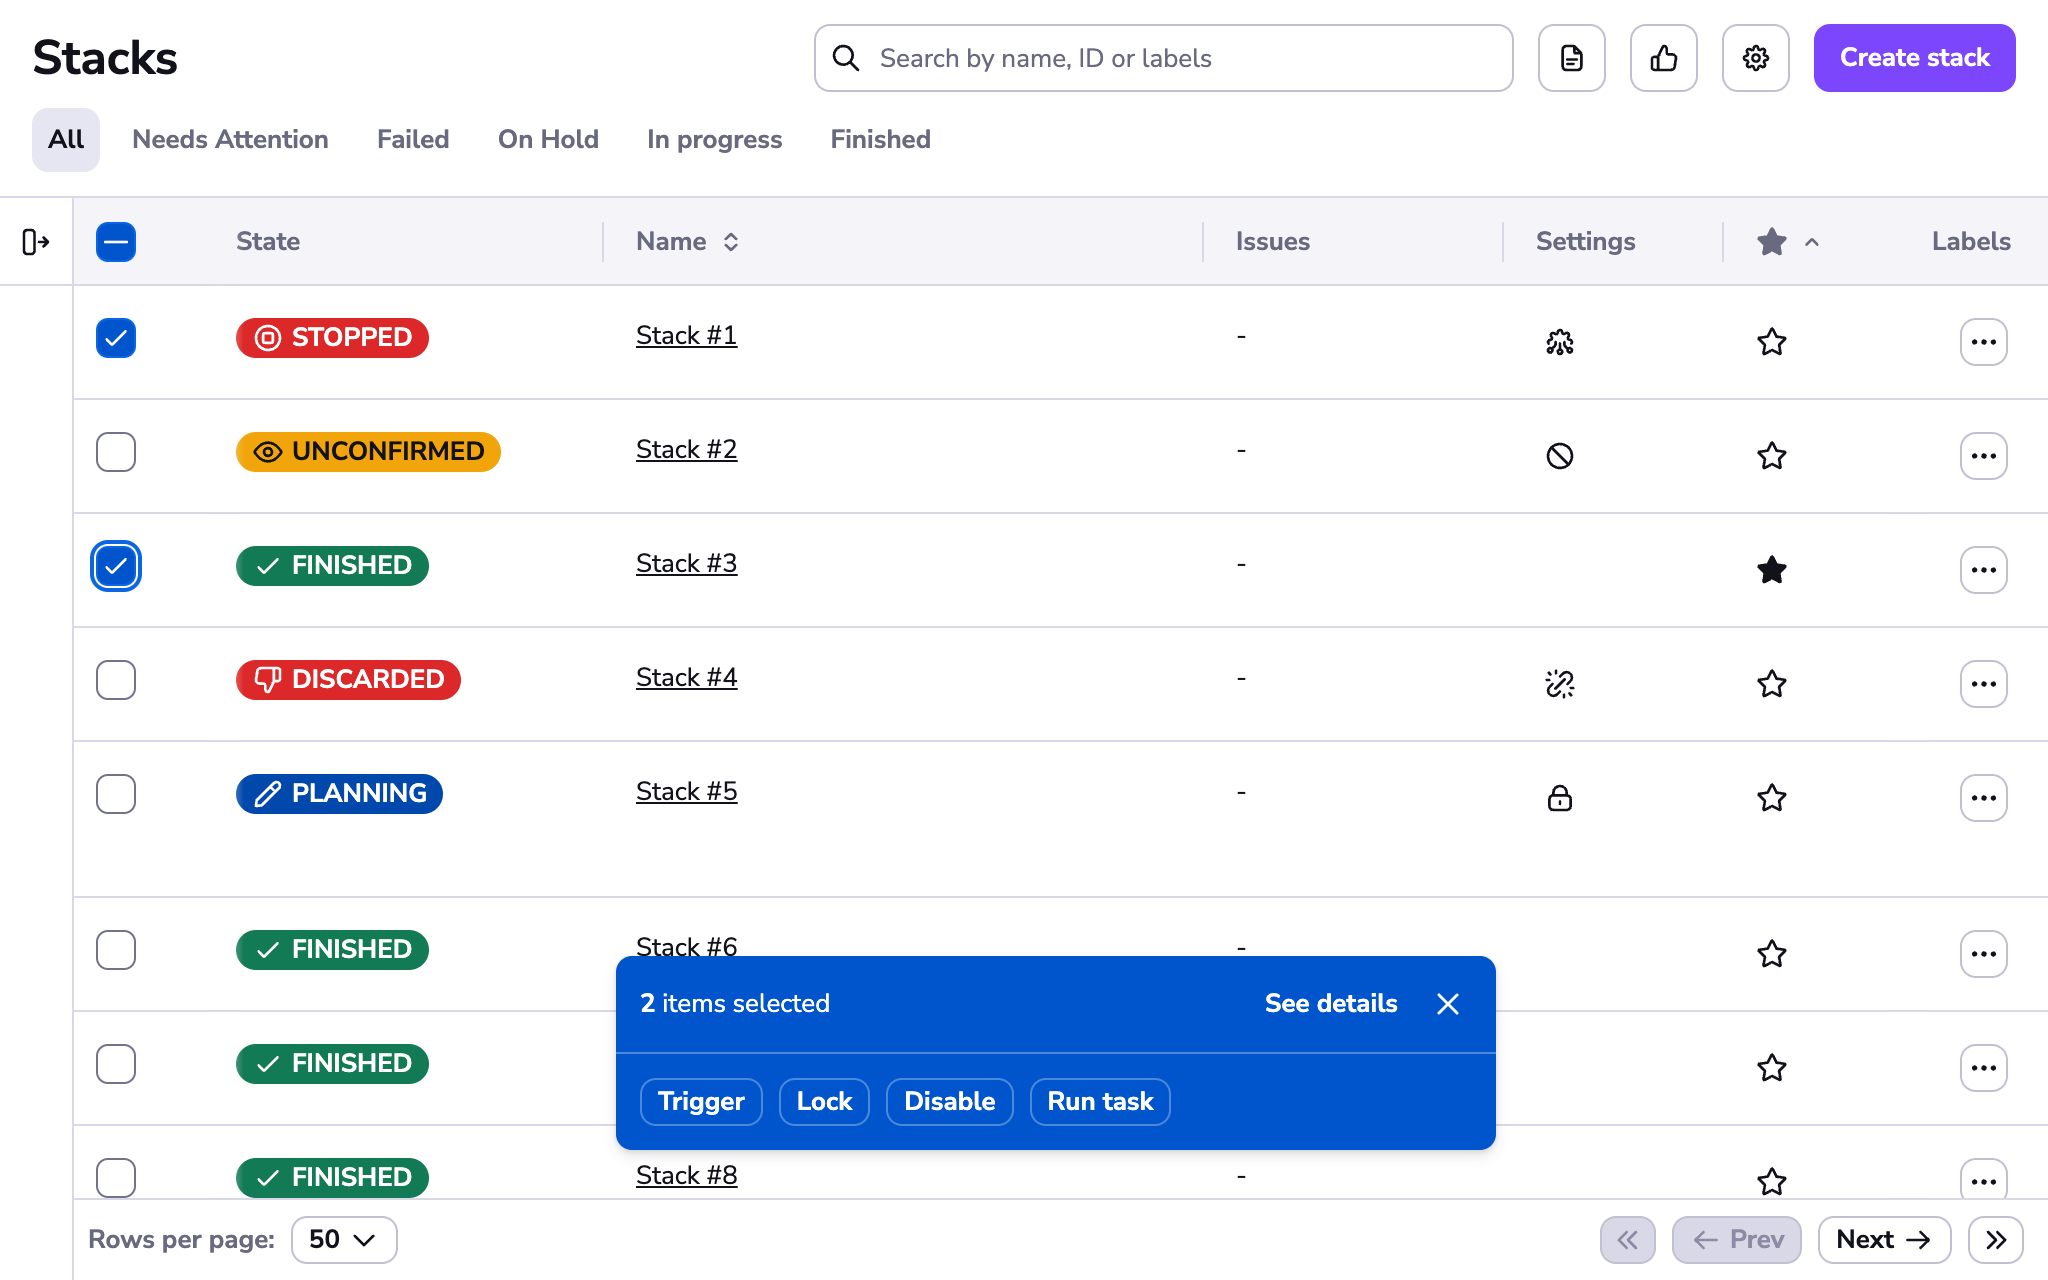 Stacks
Search by name, ID or labels
Create stack
All
Needs Attention
Failed
On Hold
In progress
Finished
State
Name
Issues
Settings
Labels
STOPPED
Stack #1
-
UNCONFIRMED
Stack #2
-
FINISHED
Stack #3
-
DISCARDED
Stack #4
-
PLANNING
Stack #5
-
FINISHED
Stack #6
-
FINISHED
2 items selected
See details
Trigger
Lock
Disable
Run task
FINISHED
Stack #8
-
Rows per page:
50
Prev
Next